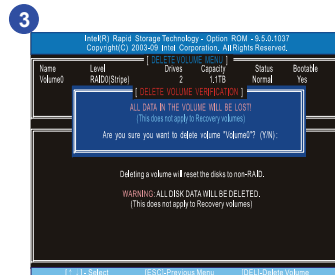 3
Intel(R) Rapid Storage Technology - Option ROM - 9.5.0.1037
Copyright(C) 2003-09 Intel Corporation. All Rights Reserved.
[ DELETE VOLUME MENU ]
Name Level Drives Capacity Status Bootable
Volume0 RAID0(Stripe) 2 1.1TB Normal Yes
[ DELETE VOLUME VERIFICATION ]
ALL DATA IN THE VOLUME WILL BE LOST!
(This does not apply to Recovery volumes)
Are you sure you want to delete volume "Volume0"? (Y/N):
Deleting a volume will reset the disks to non-RAID.
WARNING: ALL DISK DATA WILL BE DELETED.
(This does not apply to Recovery volumes)
[↑↓]-Select [ESC]-Previous Menu [DEL]-Delete Volume